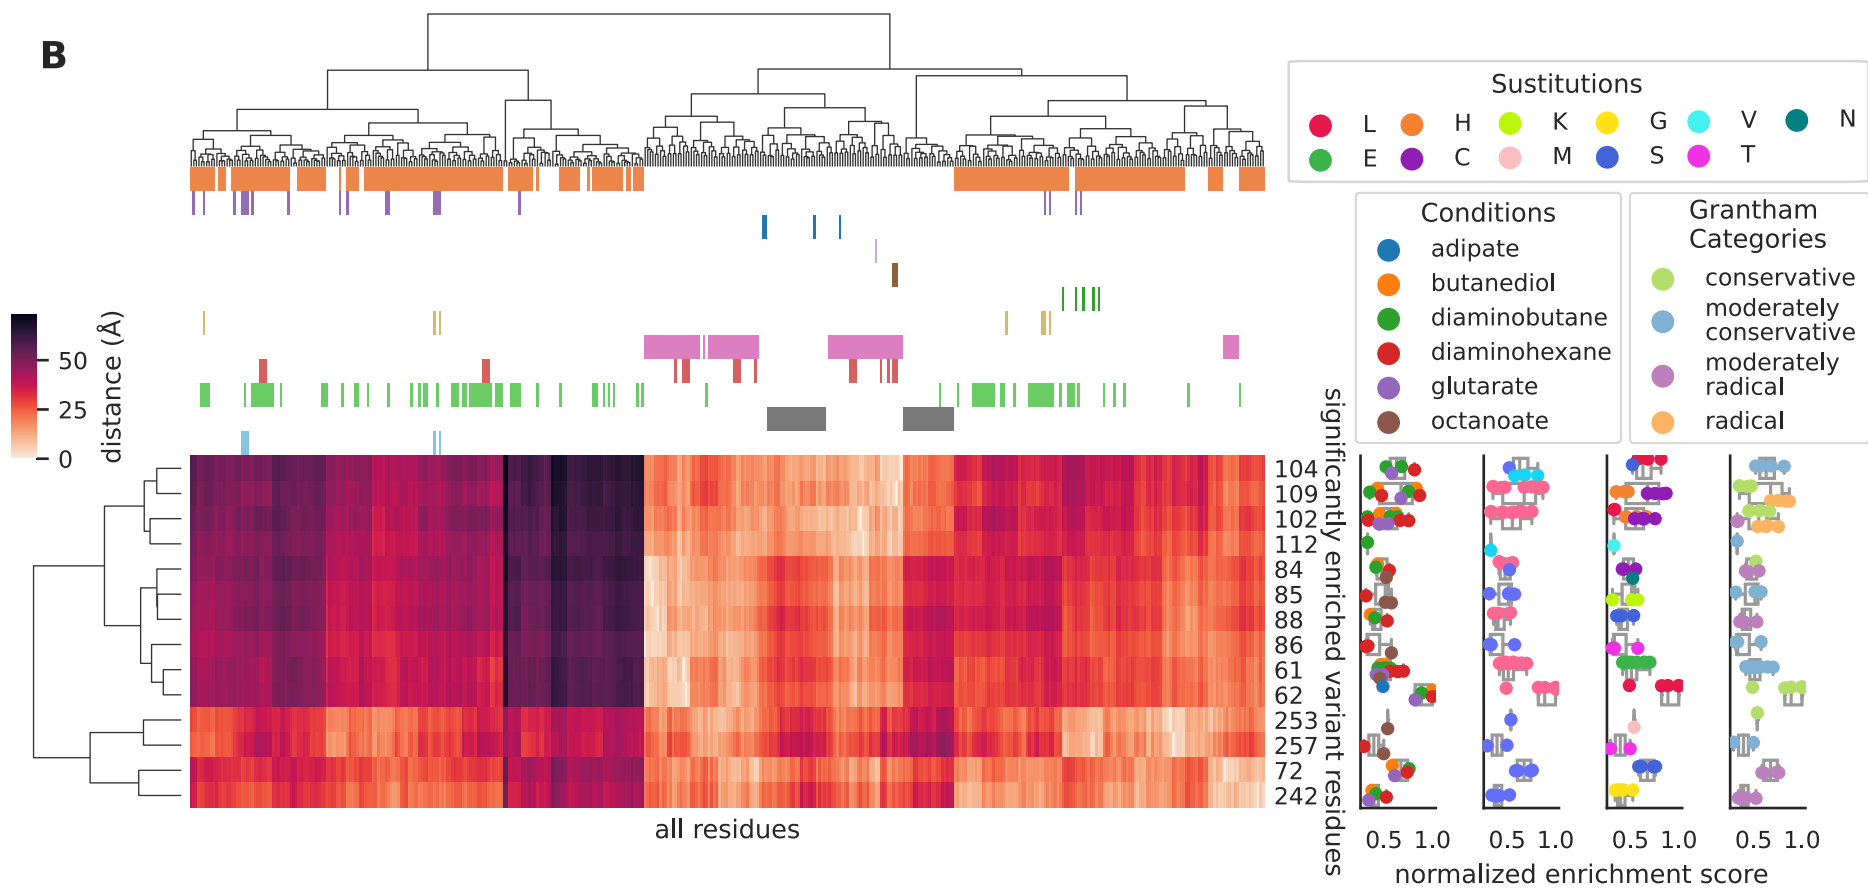 B
Sustitutions
L H K G V N
E C M S T
Conditions
adipate
butanediol
diaminobutane
diaminohexane
glutarate
octanoate
Grantham
Categories
conservative
moderately
conservative
moderately
radical
radical
distance (Å)
50
25
0
104
109
102
112
84
85
88
86
61
62
253
257
72
242
significantly enriched variant residues
all residues
0.5 1.0 0.5 1.0 0.5 1.0 0.5 1.0
normalized enrichment score